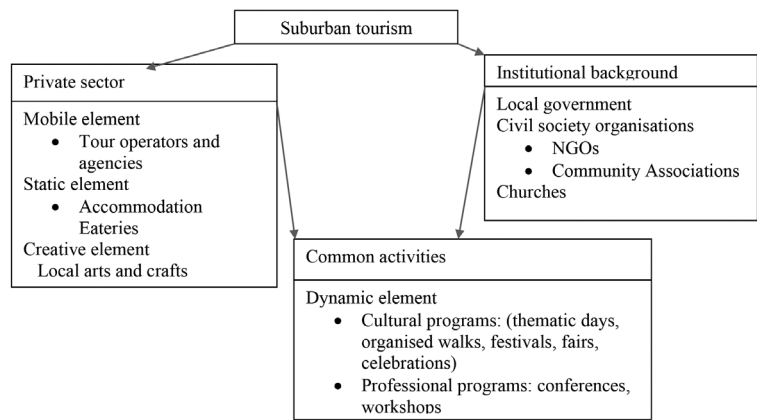 Suburban tourism
Private sector
Mobile element
• Tour operators and
agencies
Static element
• Accommodation
Eateries
Creative element
Local arts and crafts
Institutional background
Local government
Civil society organisations
• NGOs
• Community Associations
Churches
Common activities
Dynamic element
• Cultural programs: (thematic days,
organised walks, festivals, fairs,
celebrations)
• Professional programs: conferences,
workshops